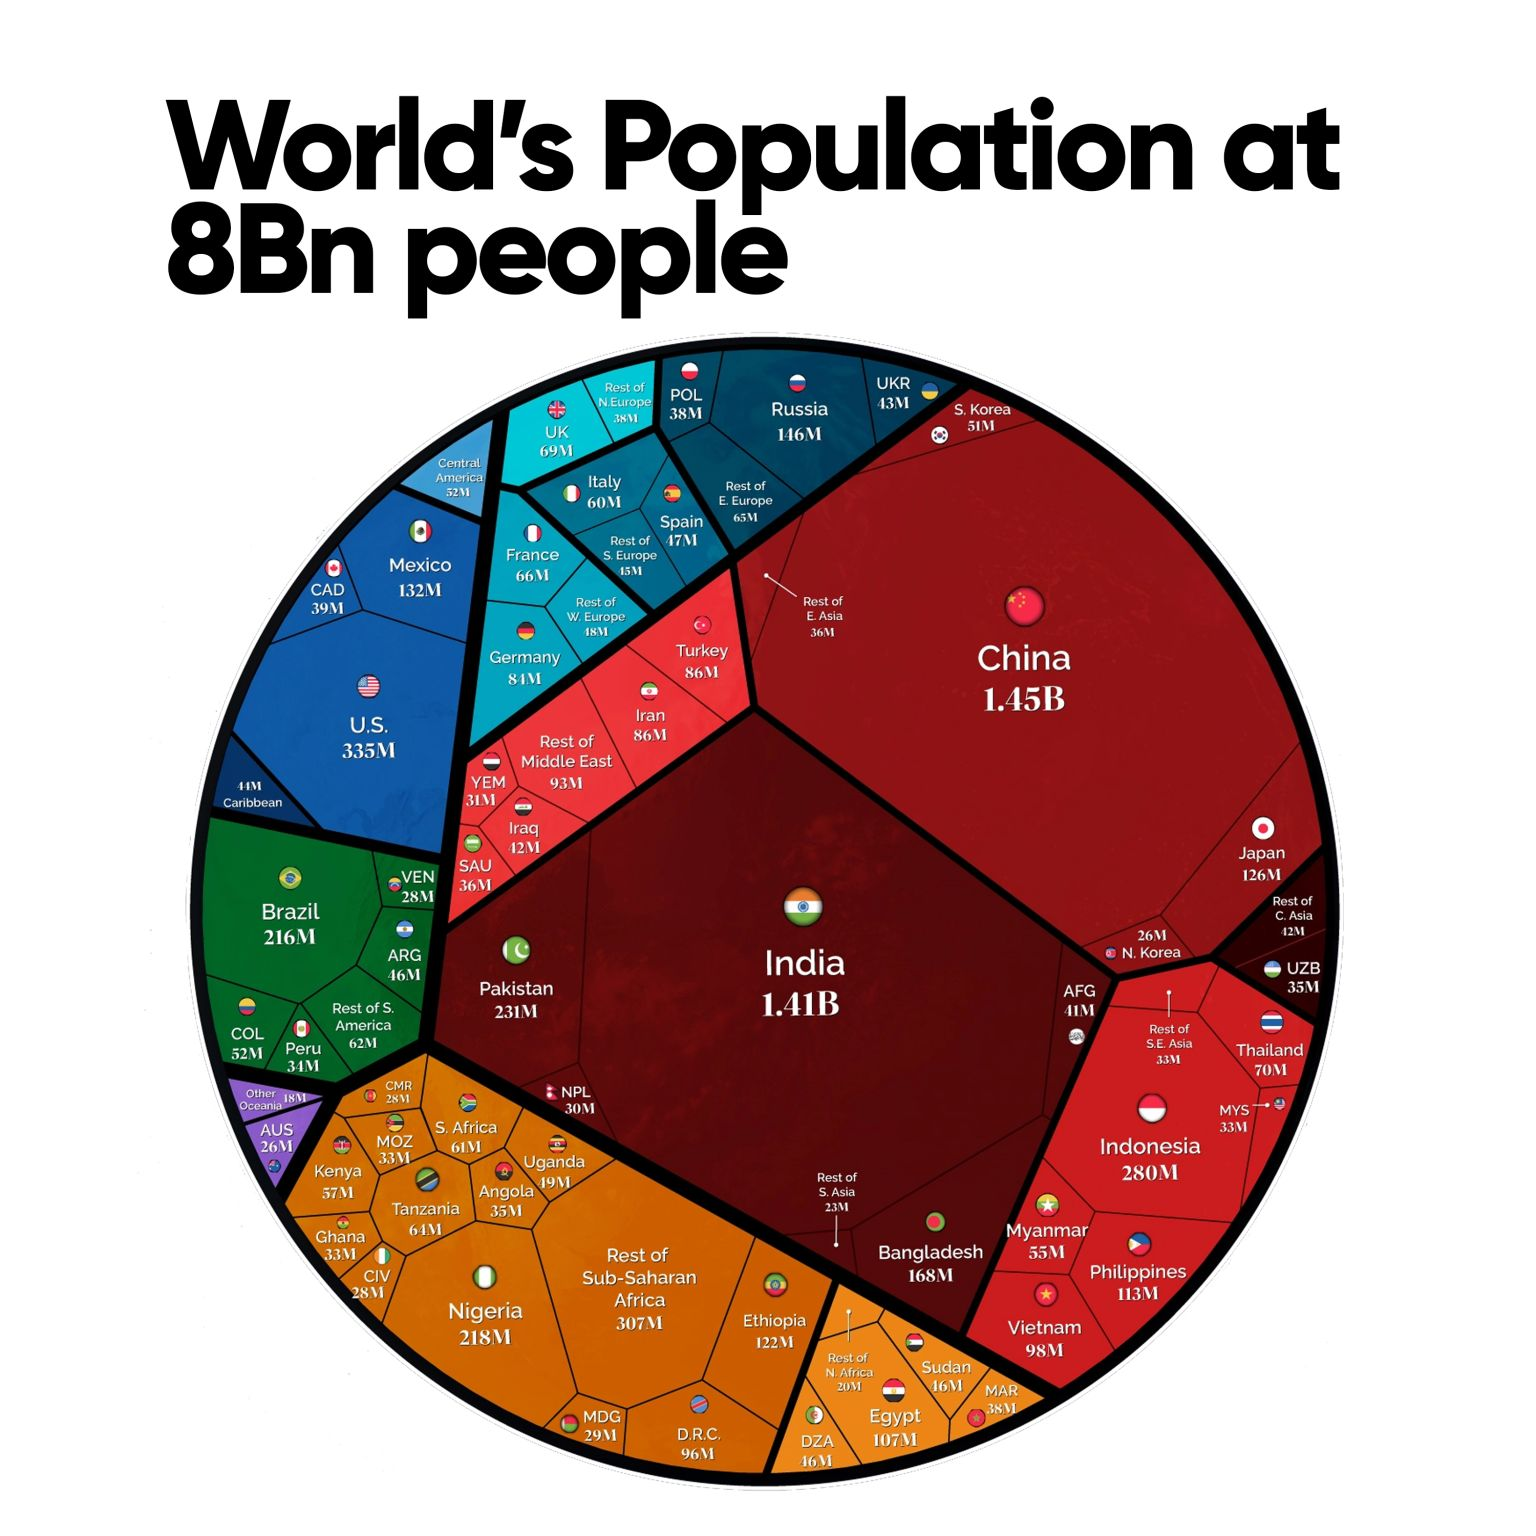 World's Population at
8Bn people
POL
38M
Russia
146M
UKR
43M
Rest of
E. Europe
65M
UK
69M
Rest of
N.Europe
38M
Italy
60M
Spain
47M
Rest of
S. Europe
45M
France
66M
Rest of
W. Europe
48M
Germany
84M
Central
America
52M
Mexico
132M
CAD
39M
U.S.
335M
44M
Caribbean
S. Korea
51M
Rest of
E. Asia
36M
China
1.45B
Japan
126M
26M
N. Korea
Turkey
86M
Iran
86M
Rest of
Middle East
93M
YEM
31M
Iraq
42M
SAU
36M
Brazil
216M
VEN
28M
ARG
46M
COL
52M
Peru
34M
Rest of S.
America
62M
Pakistan
231M
India
1.41B
AFG
41M
NPL
30M
Rest of
S. Asia
23M
Bangladesh
168M
Rest of
C. Asia
42M
UZB
35M
Rest of
S.E. Asia
33M
Thailand
70M
MYS
33M
Indonesia
280M
Myanmar
55M
Philippines
113M
Vietnam
98M
Other
Oceania
18M
AUS
26M
CMR
28M
MOZ
33M
S. Africa
61M
Uganda
49M
Kenya
57M
Tanzania
64M
Angola
35M
Ghana
33M
CIV
28M
Nigeria
218M
Rest of
Sub-Saharan
Africa
307M
Ethiopia
122M
MDG
29M
D.R.C.
96M
Rest of
N. Africa
20M
Sudan
46M
MAR
38M
Egypt
107M
DZA
46M